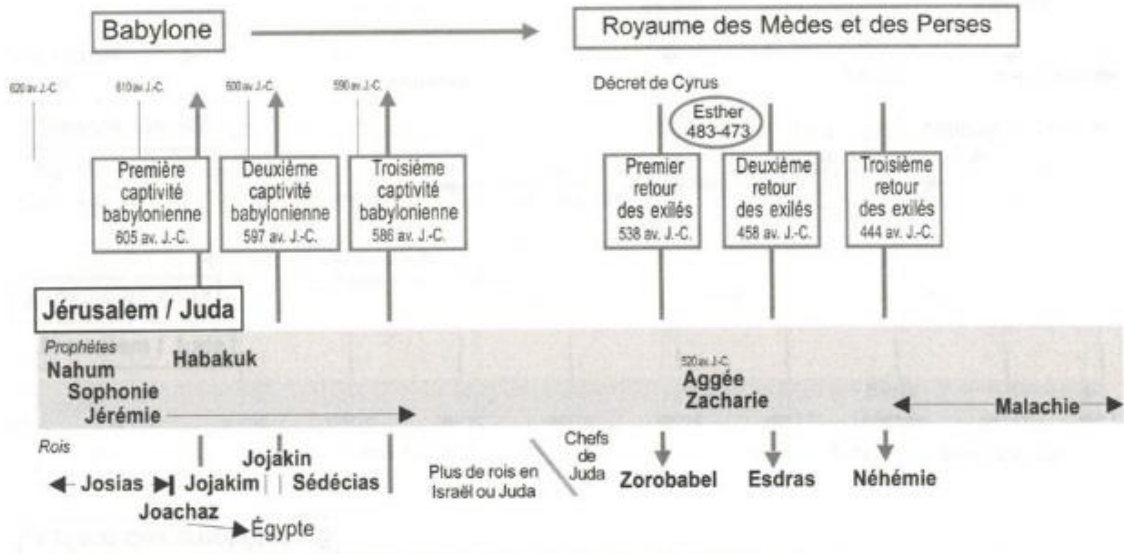 Babylone
Royaume des Mèdes et des Perses
620 av. J.-C.
610 av. J.-C.
600 av. J.-C.
590 av. J.-C.
Décret de Cyrus
Esther
483-473
Première
captivité
babylonienne
605 av. J.-C.
Deuxième
captivité
babylonienne
597 av. J.-C.
Troisième
captivité
babylonienne
586 av. J.-C.
Premier
retour
des exilés
538 av. J.-C.
Deuxième
retour
des exilés
458 av. J.-C.
Troisième
retour
des exilés
444 av. J.-C.
Jérusalem / Juda
Prophètes
Habakuk
Nahum
Sophonie
Jérémie
520 av. J.-C.
Aggée
Zacharie
Malachie
Rois
Josias
Jojakim
Jojakin
Sédécias
Joachaz
Égypte
Plus de rois en
Israël ou Juda
Chefs
de
Juda
Zorobabel
Esdras
Néhémie